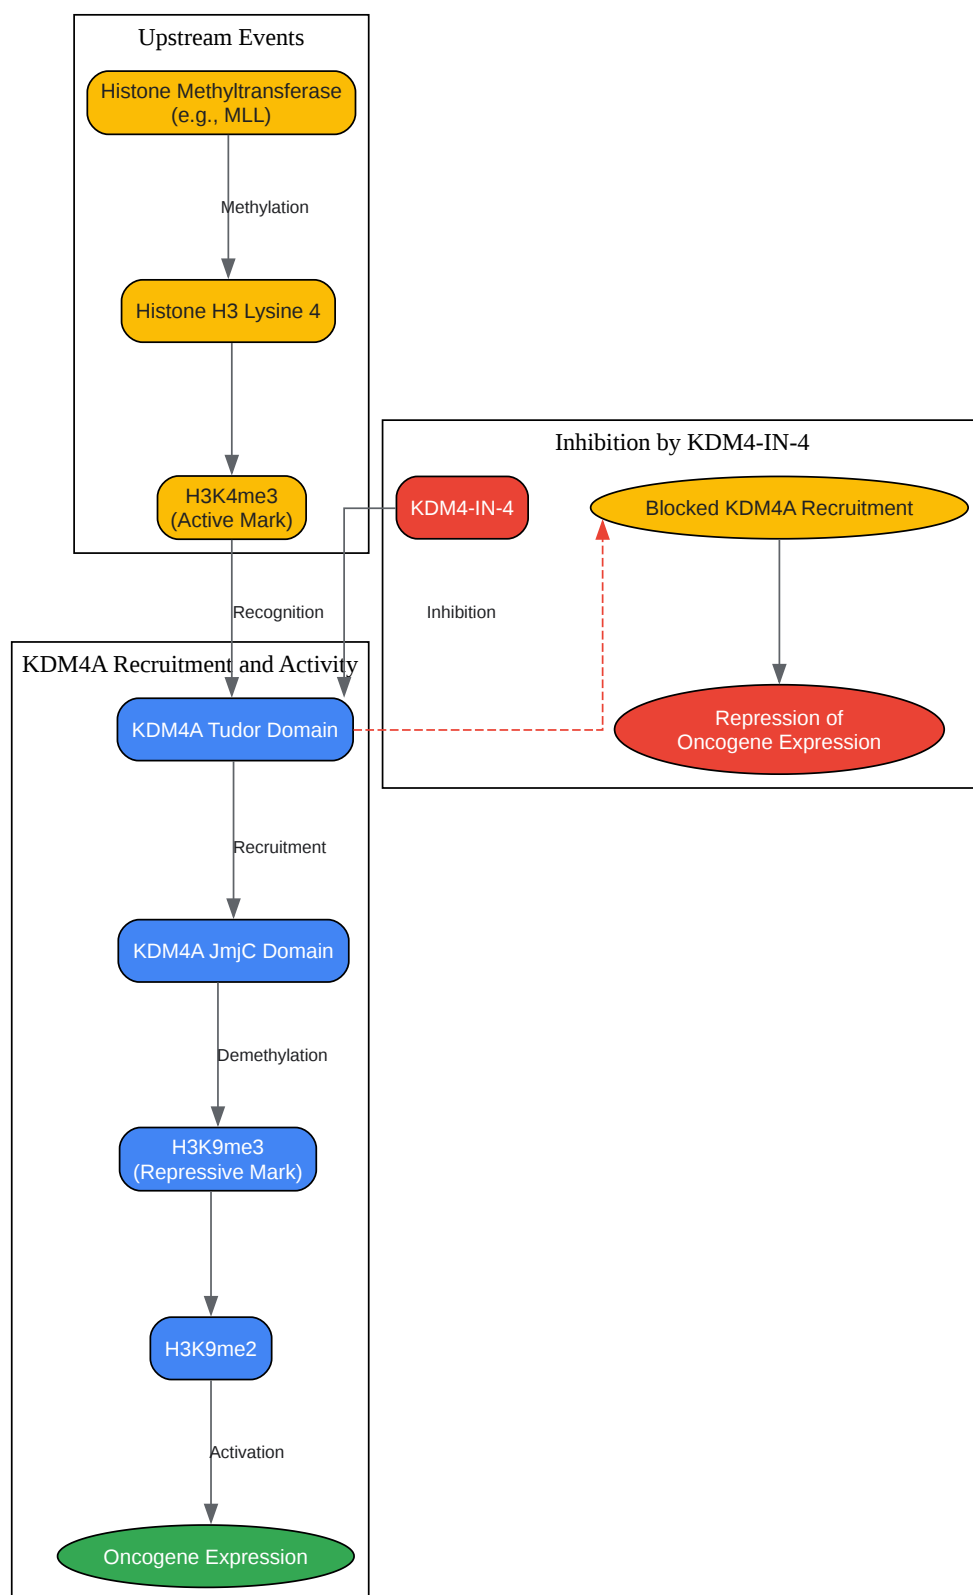 Upstream Events
Histone Methyltransferase
(e.g., MLL)
Methylation
Histone H3 Lysine 4
H3K4me3
(Active Mark)
Recognition
Inhibition by KDM4-IN-4
KDM4-IN-4
Blocked KDM4A Recruitment
Inhibition
Repression of
Oncogene Expression
KDM4A Recruitment and Activity
KDM4A Tudor Domain
Recruitment
KDM4A JmjC Domain
Demethylation
H3K9me3
(Repressive Mark)
H3K9me2
Activation
Oncogene Expression